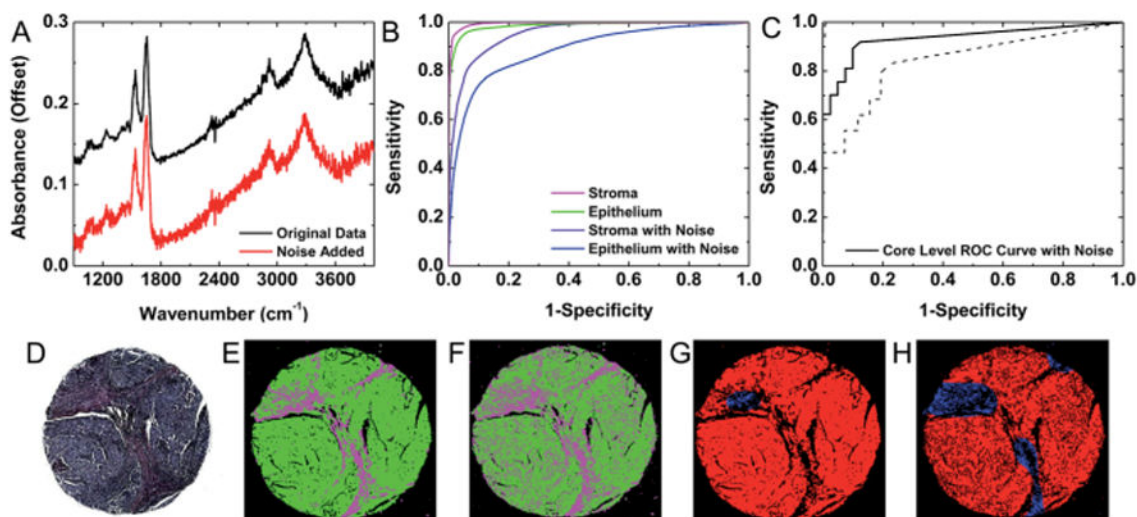 A
Absorbance (Offset)
0.3
0.2
0.1
0.0
Original Data
Noise Added
1200 1800 2400 3000 3600
Wavenumber (cm⁻¹)
B
Sensitivity
1.0
0.8
0.6
0.4
0.2
0.0
Stroma
Epithelium
Stroma with Noise
Epithelium with Noise
0.0 0.2 0.4 0.6 0.8 1.0
1-Specificity
C
Sensitivity
1.0
0.8
0.6
0.4
0.2
0.0
Core Level ROC Curve with Noise
0.0 0.2 0.4 0.6 0.8 1.0
1-Specificity
D
E
F
G
H